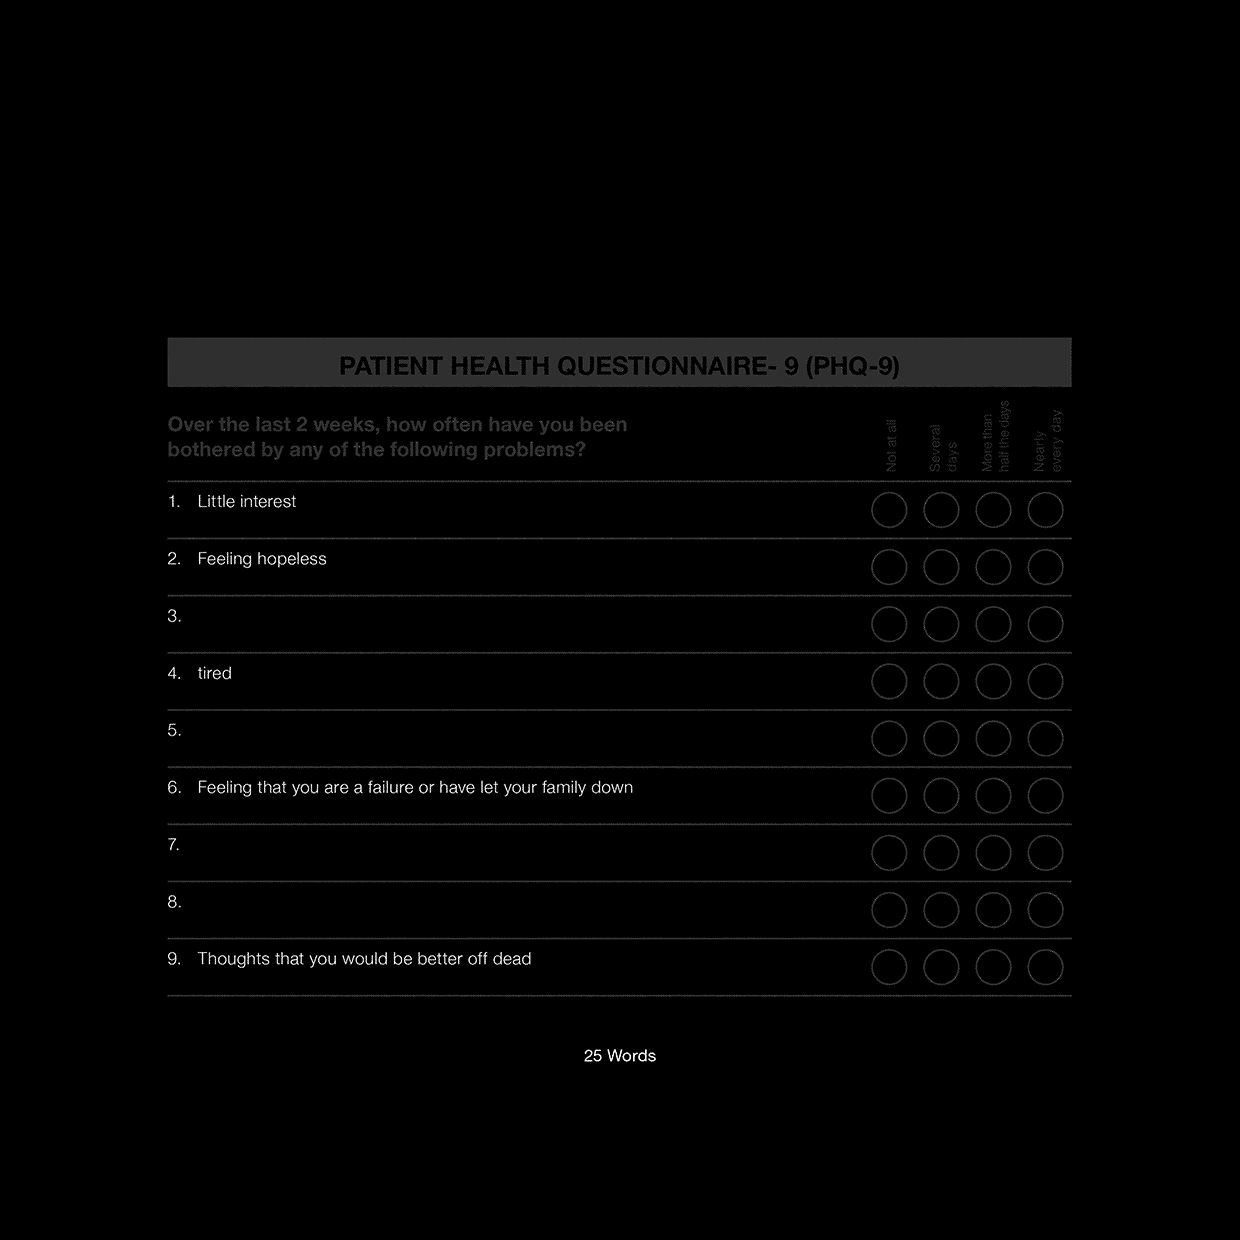 PATIENT HEALTH QUESTIONNAIRE- 9 (PHQ-9)
Over the last 2 weeks, how often have you been
bothered by any of the following problems?
Not at all
Several
days
More than
half the days
Nearly
every day
1. Little interest
2. Feeling hopeless
3.
4. tired
5.
6. Feeling that you are a failure or have let your family down
7.
8.
9. Thoughts that you would be better off dead
25 Words